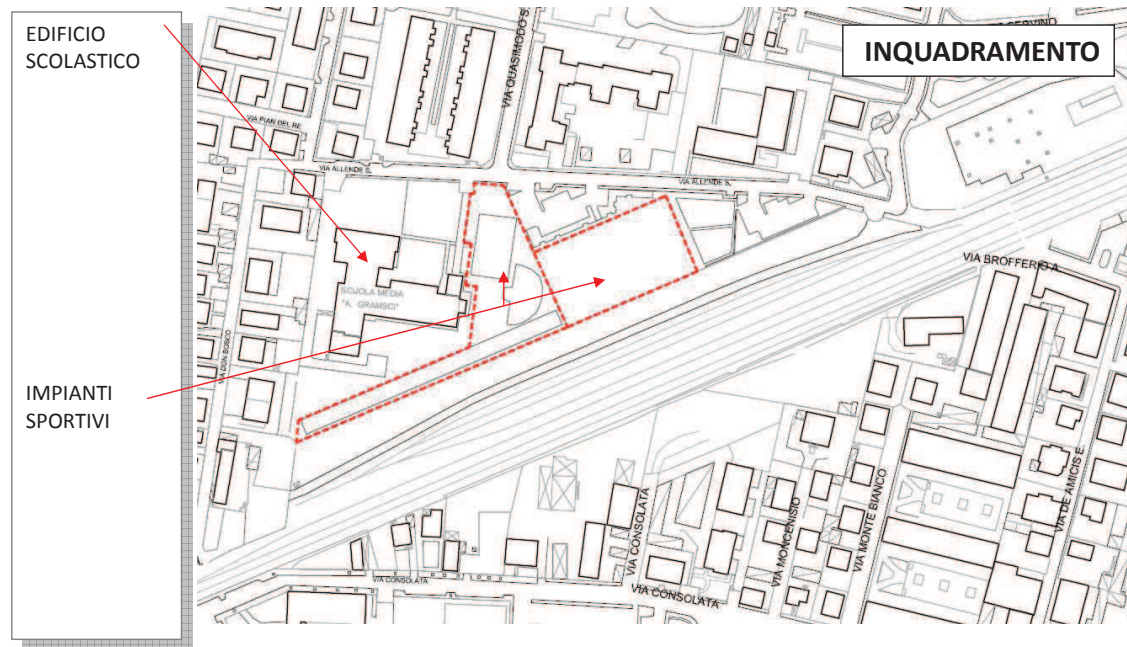 EDIFICIO
SCOLASTICO
IMPIANTI
SPORTIVI
INQUADRAMENTO
VIA QUASIMODO S.
VIA PIAN DEL RE
VIA ALLENDE S.
VIA ALLENDE S.
SCUOLA MEDIA
"A. GRAMSCI"
VIA DON BOSCO
VIA BROFFERIO A.
VIA CONSOLATA
VIA CONSOLATA
VIA CONSOLATA
VIA MONCENISIO
VIA MONTE BIANCO
VIA DE AMICIS E.